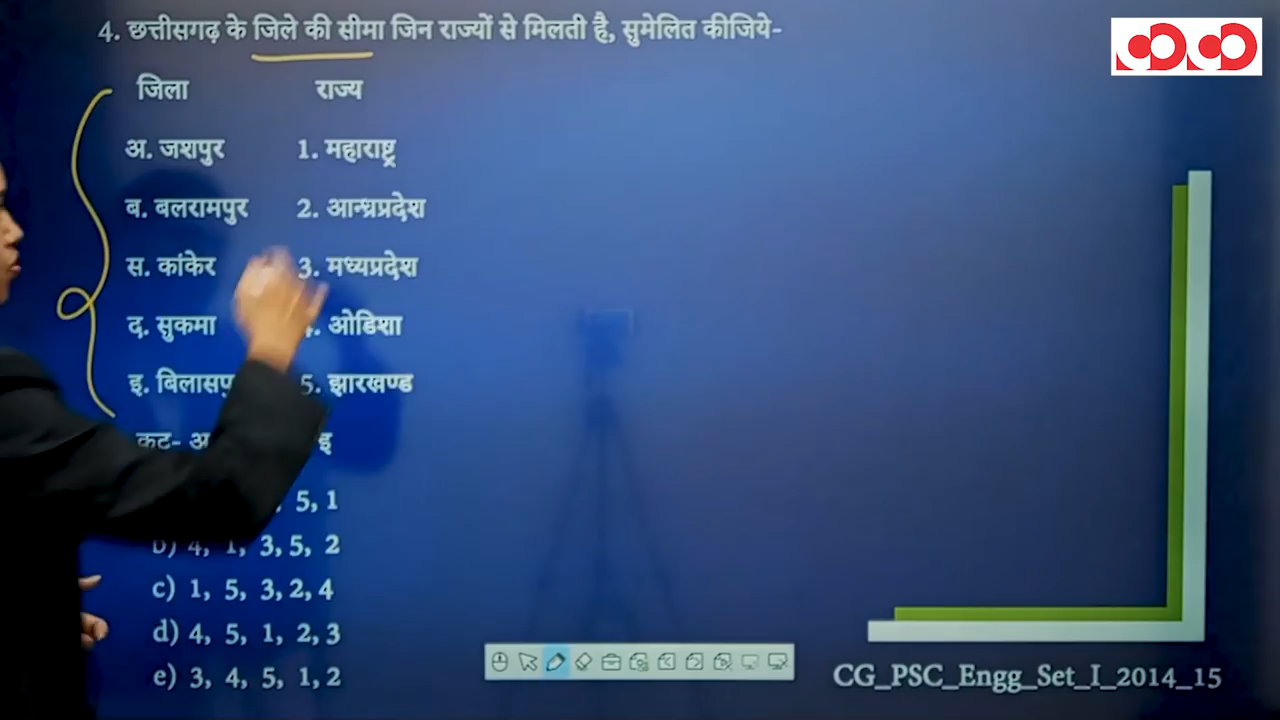 4. छत्तीसगढ़ के जिले की सीमा जिन राज्यों से मिलती है, सुमेलित कीजिये-
जिला राज्य
अ. जशपुर 1. महाराष्ट्र
ब. बलरामपुर 2. आन्ध्रप्रदेश
स. कांकेर 3. मध्यप्रदेश
द. सुकमा 4. ओडिशा
इ. 5. झारखण्ड
कट- अ इ
5, 1
b) 4, 1, 3, 5, 2
c) 1, 5, 3, 2, 4
d) 4, 5, 1, 2, 3
e) 3, 4, 5, 1, 2
CG_PSC_Engg_Set_I_2014_15